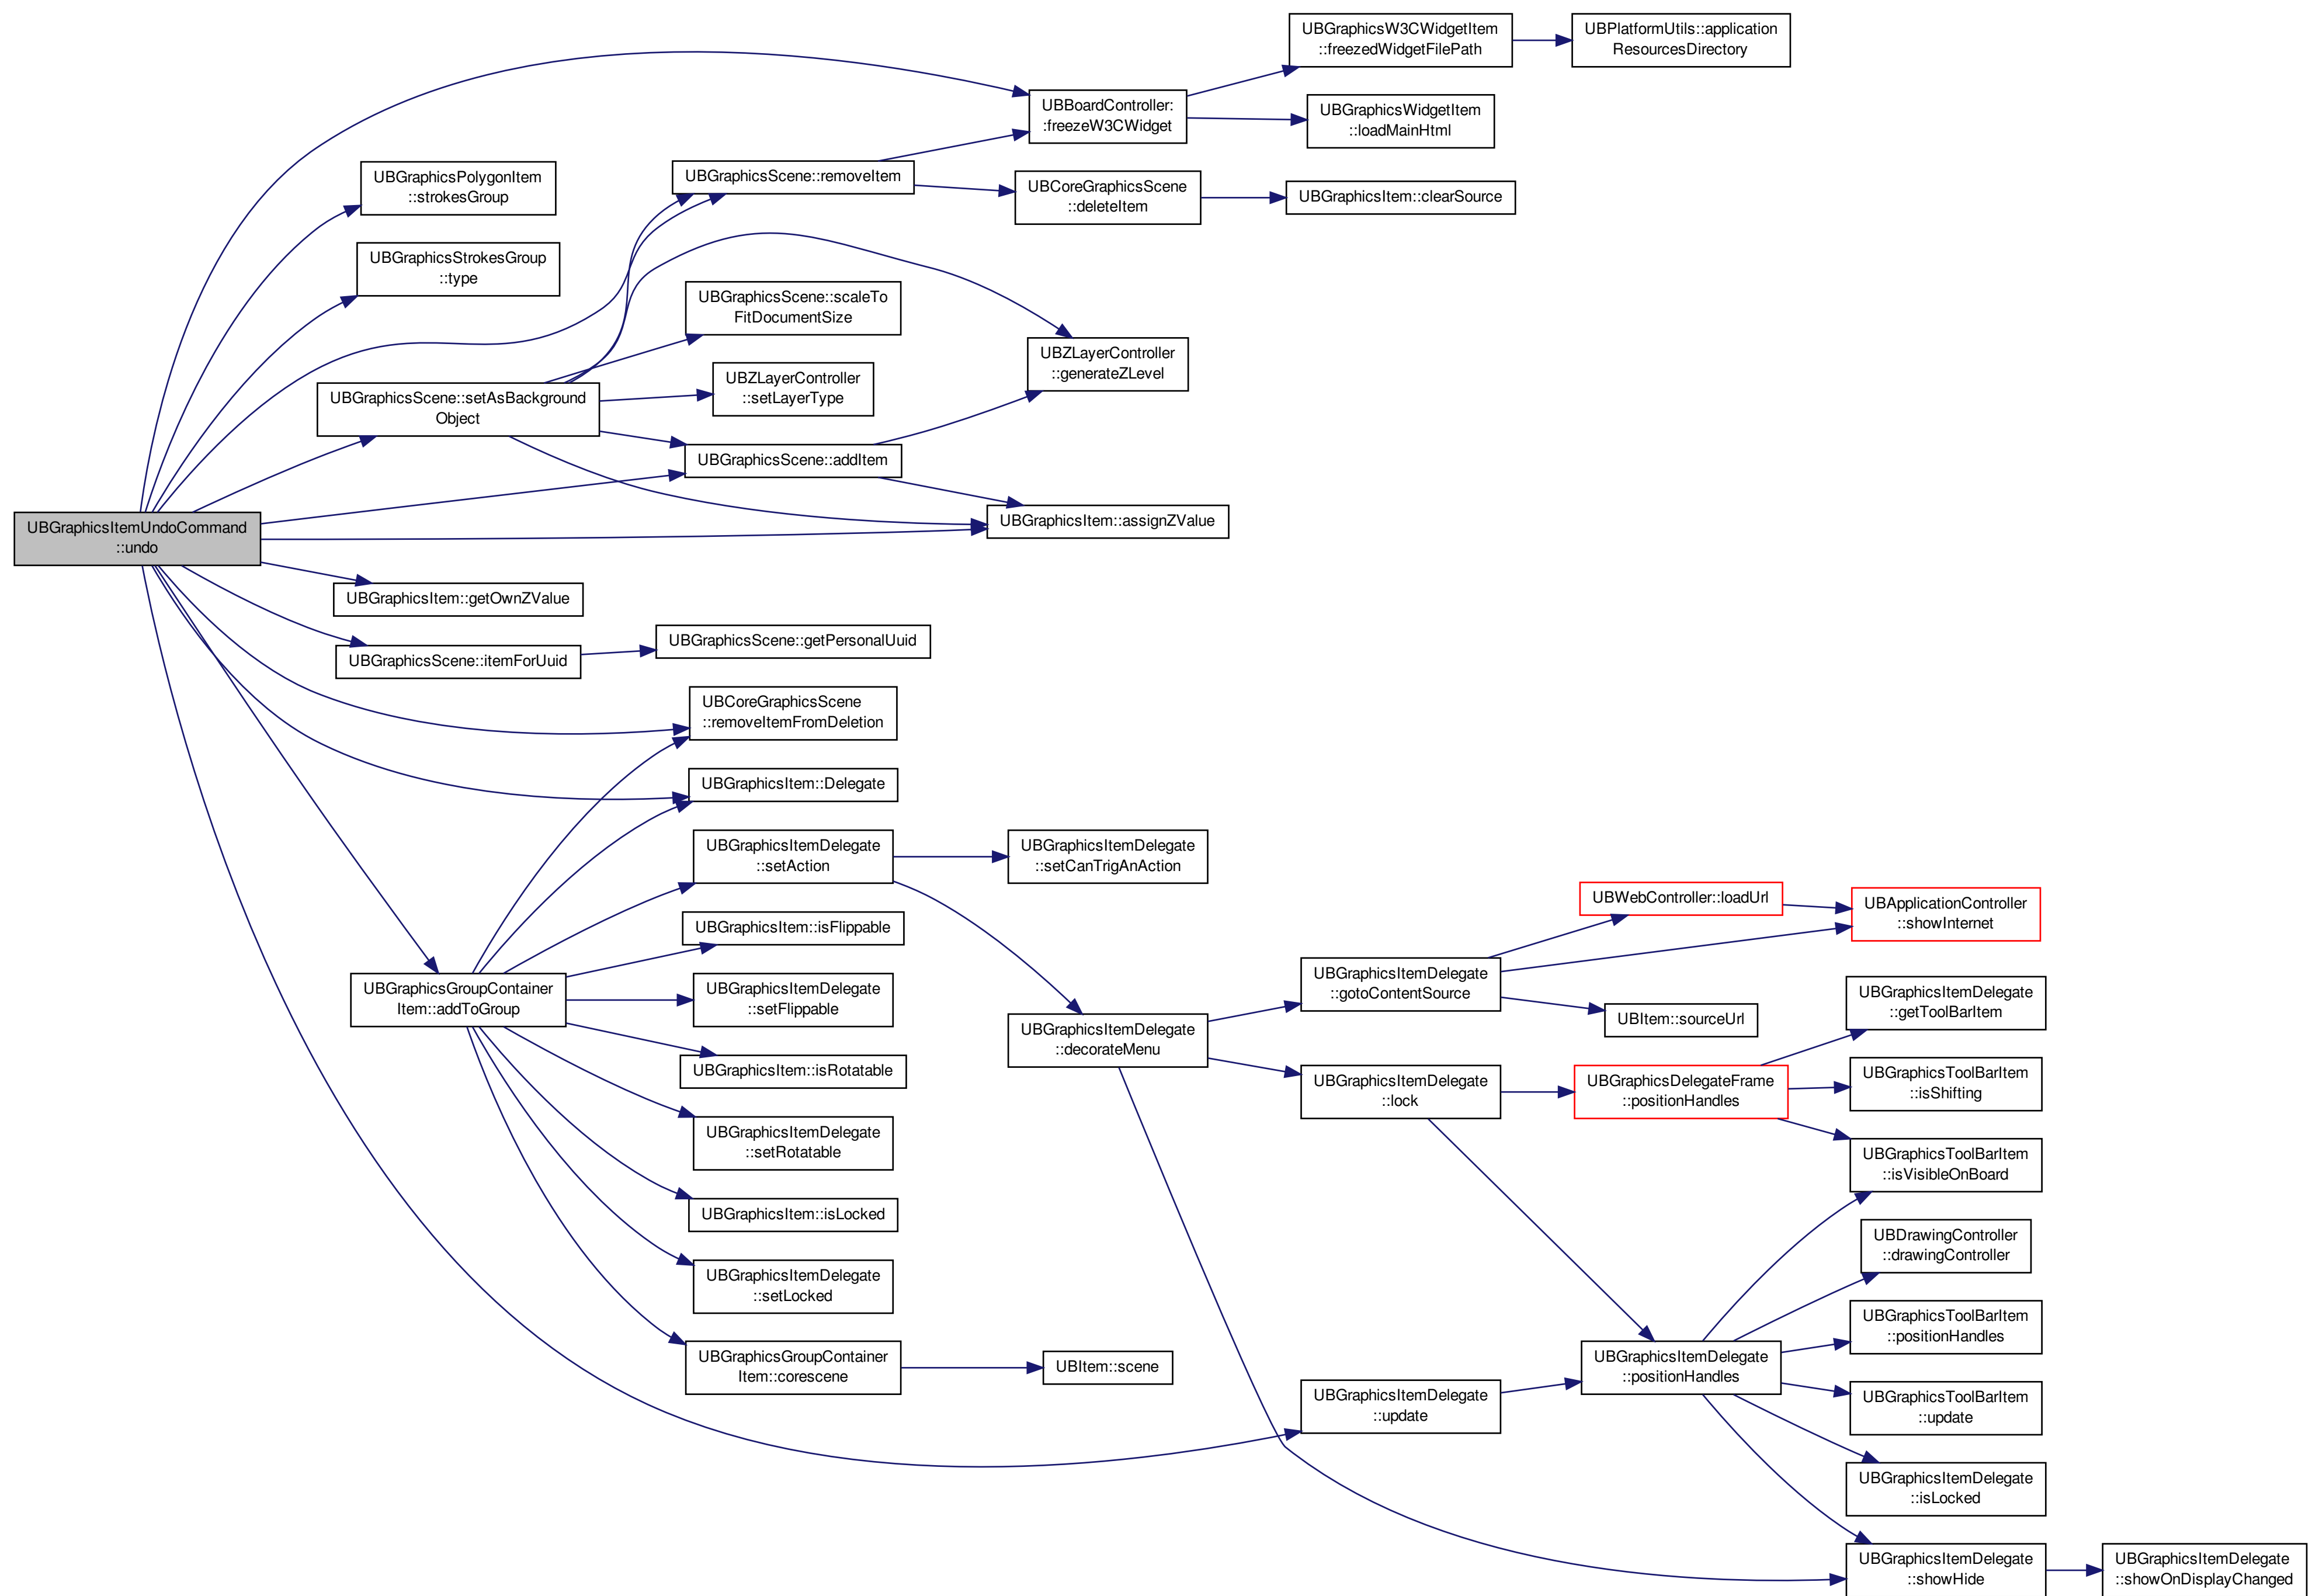 UBGraphicsItemUndoCommand
::undo
UBGraphicsPolygonItem
::strokesGroup
UBGraphicsStrokesGroup
::type
UBGraphicsScene::setAsBackground
Object
UBGraphicsItem::getOwnZValue
UBGraphicsScene::itemForUuid
UBGraphicsGroupContainer
Item::addToGroup
UBGraphicsScene::removeItem
UBGraphicsScene::scaleTo
FitDocumentSize
UBZLayerController
::setLayerType
UBGraphicsScene::addItem
UBGraphicsScene::getPersonalUuid
UBCoreGraphicsScene
::removeItemFromDeletion
UBGraphicsItem::Delegate
UBGraphicsItemDelegate
::setAction
UBGraphicsItem::isFlippable
UBGraphicsItemDelegate
::setFlippable
UBGraphicsItem::isRotatable
UBGraphicsItemDelegate
::setRotatable
UBGraphicsItem::isLocked
UBGraphicsItemDelegate
::setLocked
UBGraphicsGroupContainer
Item::corescene
UBBoardController:
:freezeW3CWidget
UBCoreGraphicsScene
::deleteItem
UBZLayerController
::generateZLevel
UBGraphicsItem::assignZValue
UBGraphicsItemDelegate
::setCanTrigAnAction
UBGraphicsItemDelegate
::decorateMenu
UBItem::scene
UBGraphicsW3CWidgetItem
::freezedWidgetFilePath
UBGraphicsWidgetItem
::loadMainHtml
UBGraphicsItem::clearSource
UBGraphicsItemDelegate
::gotoContentSource
UBGraphicsItemDelegate
::lock
UBGraphicsItemDelegate
::update
UBPlatformUtils::application
ResourcesDirectory
UBWebController::loadUrl
UBItem::sourceUrl
UBGraphicsDelegateFrame
::positionHandles
UBGraphicsItemDelegate
::positionHandles
UBApplicationController
::showInternet
UBGraphicsItemDelegate
::getToolBarItem
UBGraphicsToolBarItem
::isShifting
UBGraphicsToolBarItem
::isVisibleOnBoard
UBDrawingController
::drawingController
UBGraphicsToolBarItem
::positionHandles
UBGraphicsToolBarItem
::update
UBGraphicsItemDelegate
::isLocked
UBGraphicsItemDelegate
::showHide
UBGraphicsItemDelegate
::showOnDisplayChanged